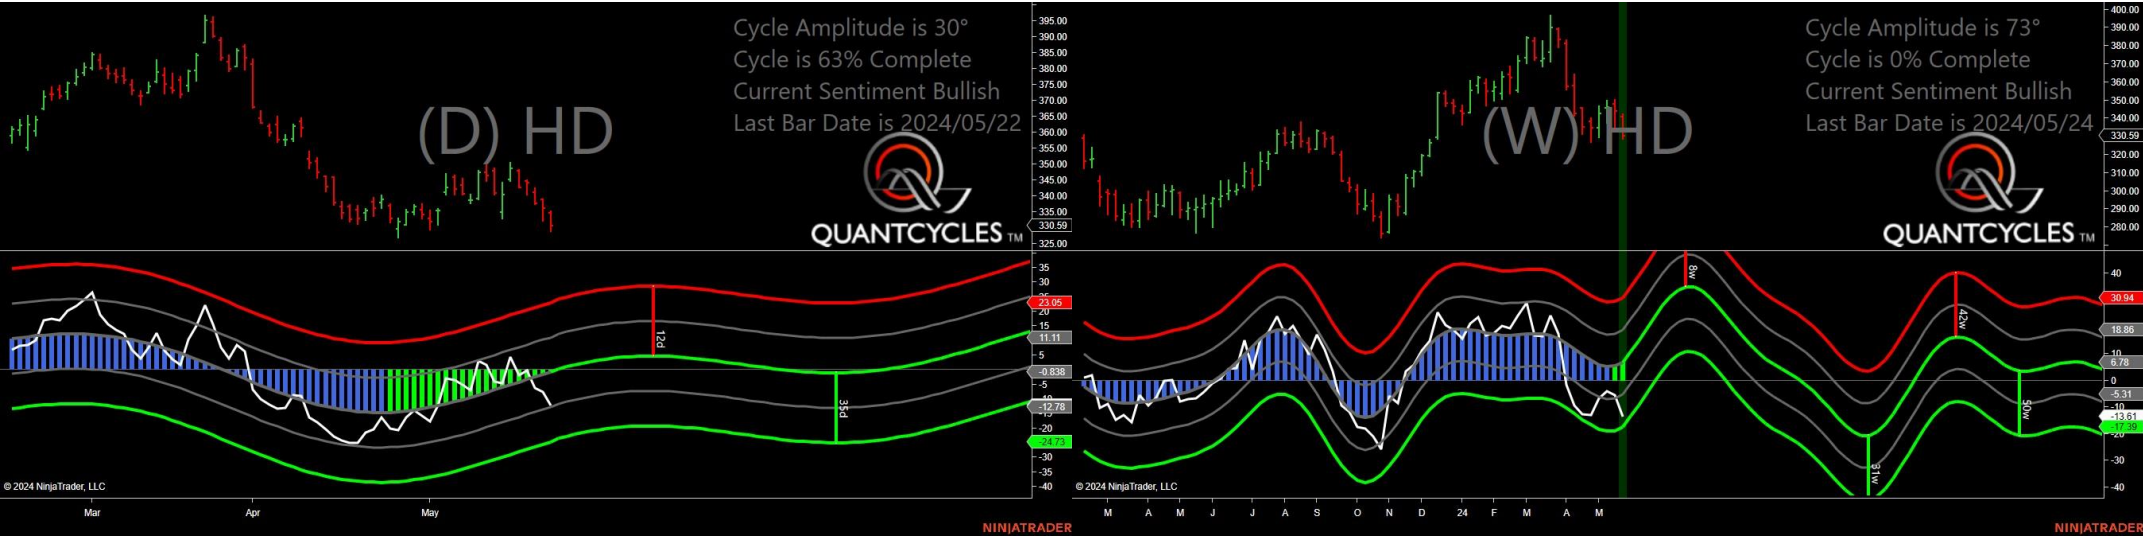 Cycle Amplitude is 30°
Cycle is 63% Complete
Current Sentiment Bullish
Last Bar Date is 2024/05/22
(D) HD
QUANTCYCLES TM
395.00
390.00
385.00
380.00
375.00
370.00
365.00
360.00
355.00
350.00
345.00
340.00
335.00
330.59
325.00
35
30
23.05
20
15
11.11
5
-0.838
-5
-12.78
-20
-24.73
-30
-35
-40
12d
35d
© 2024 NinjaTrader, LLC
Mar Apr May
NINJATRADER
Cycle Amplitude is 73°
Cycle is 0% Complete
Current Sentiment Bullish
Last Bar Date is 2024/05/24
(W) HD
QUANTCYCLES TM
400.00
390.00
380.00
370.00
360.00
350.00
340.00
330.59
320.00
310.00
300.00
290.00
280.00
40
30.94
18.86
10
6.78
0
-5.31
-10
-13.61
-17.39
-20
-30
-40
8w
42w
31w
50w
© 2024 NinjaTrader, LLC
M A M J J A S O N D 24 F M A M
NINJATRADER